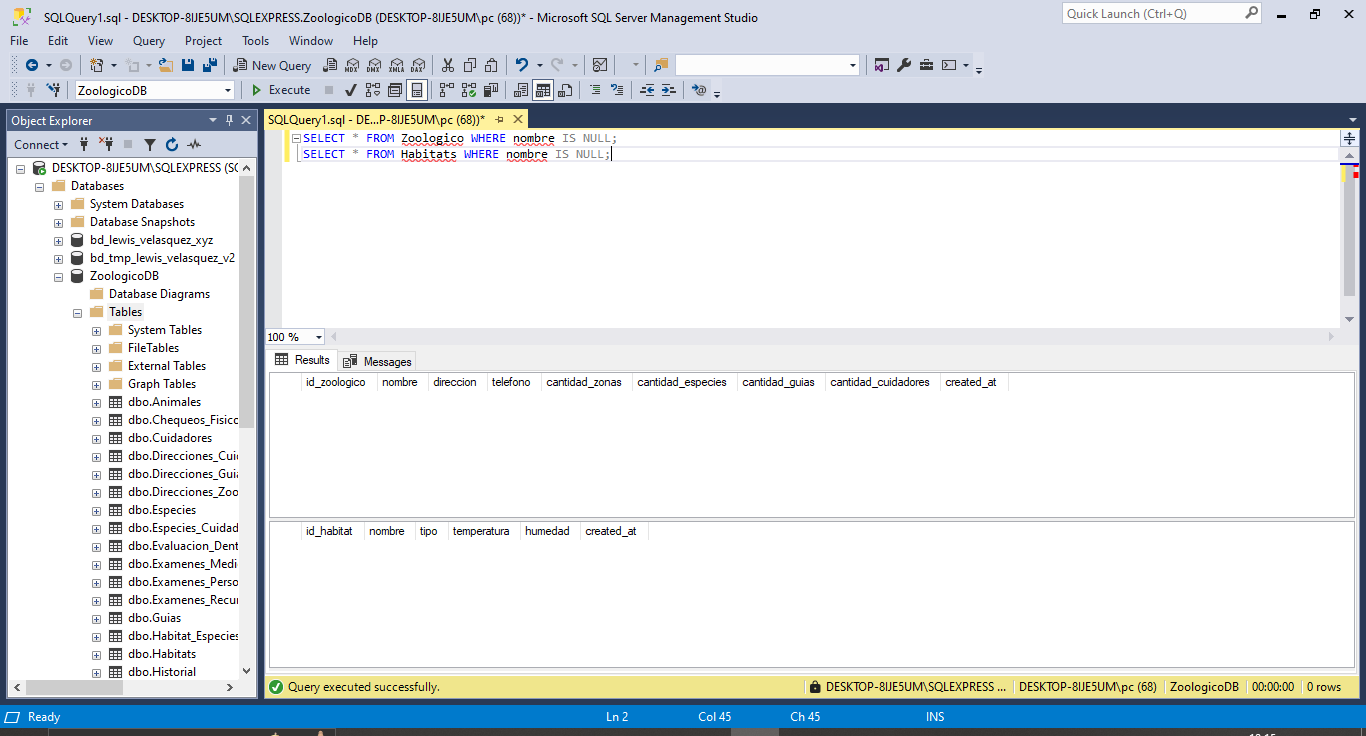 SQLQuery1.sql - DESKTOP-8IJE5UM\SQLEXPRESS.ZoologicoDB (DESKTOP-8IJE5UM\pc (68))* - Microsoft SQL Server Management Studio
Quick Launch (Ctrl+Q)
File Edit View Query Project Tools Window Help
New Query MDX DMX XMLA DAX
ZoologicoDB Execute
Object Explorer
SQLQuery1.sql - DE...P-8IJE5UM\pc (68))*
Connect
SELECT * FROM Zoologico WHERE nombre IS NULL;
SELECT * FROM Habitats WHERE nombre IS NULL;
DESKTOP-8IJE5UM\SQLEXPRESS (SC
Databases
System Databases
Database Snapshots
bd_lewis_velasquez_xyz
bd_tmp_lewis_velasquez_v2
ZoologicoDB
Database Diagrams
Tables
System Tables
FileTables
External Tables
Graph Tables
dbo.Animales
dbo.Chequeos_Fisico
dbo.Cuidadores
dbo.Direcciones_Cui
dbo.Direcciones_Guia
dbo.Direcciones_Zoo
dbo.Especies
dbo.Especies_Cuidad
dbo.Evaluacion_Dent
dbo.Examenes_Medi
dbo.Examenes_Perso
dbo.Examenes_Recur
dbo.Guias
dbo.Habitat_Especies
dbo.Habitats
dbo.Historial
100 %
Results Messages
id_zoologico nombre direccion telefono cantidad_zonas cantidad_especies cantidad_guias cantidad_cuidadores created_at
id_habitat nombre tipo temperatura humedad created_at
Query executed successfully. DESKTOP-8IJE5UM\SQLEXPRESS ... DESKTOP-8IJE5UM\pc (68) ZoologicoDB 00:00:00 0 rows
Ready Ln 2 Col 45 Ch 45 INS